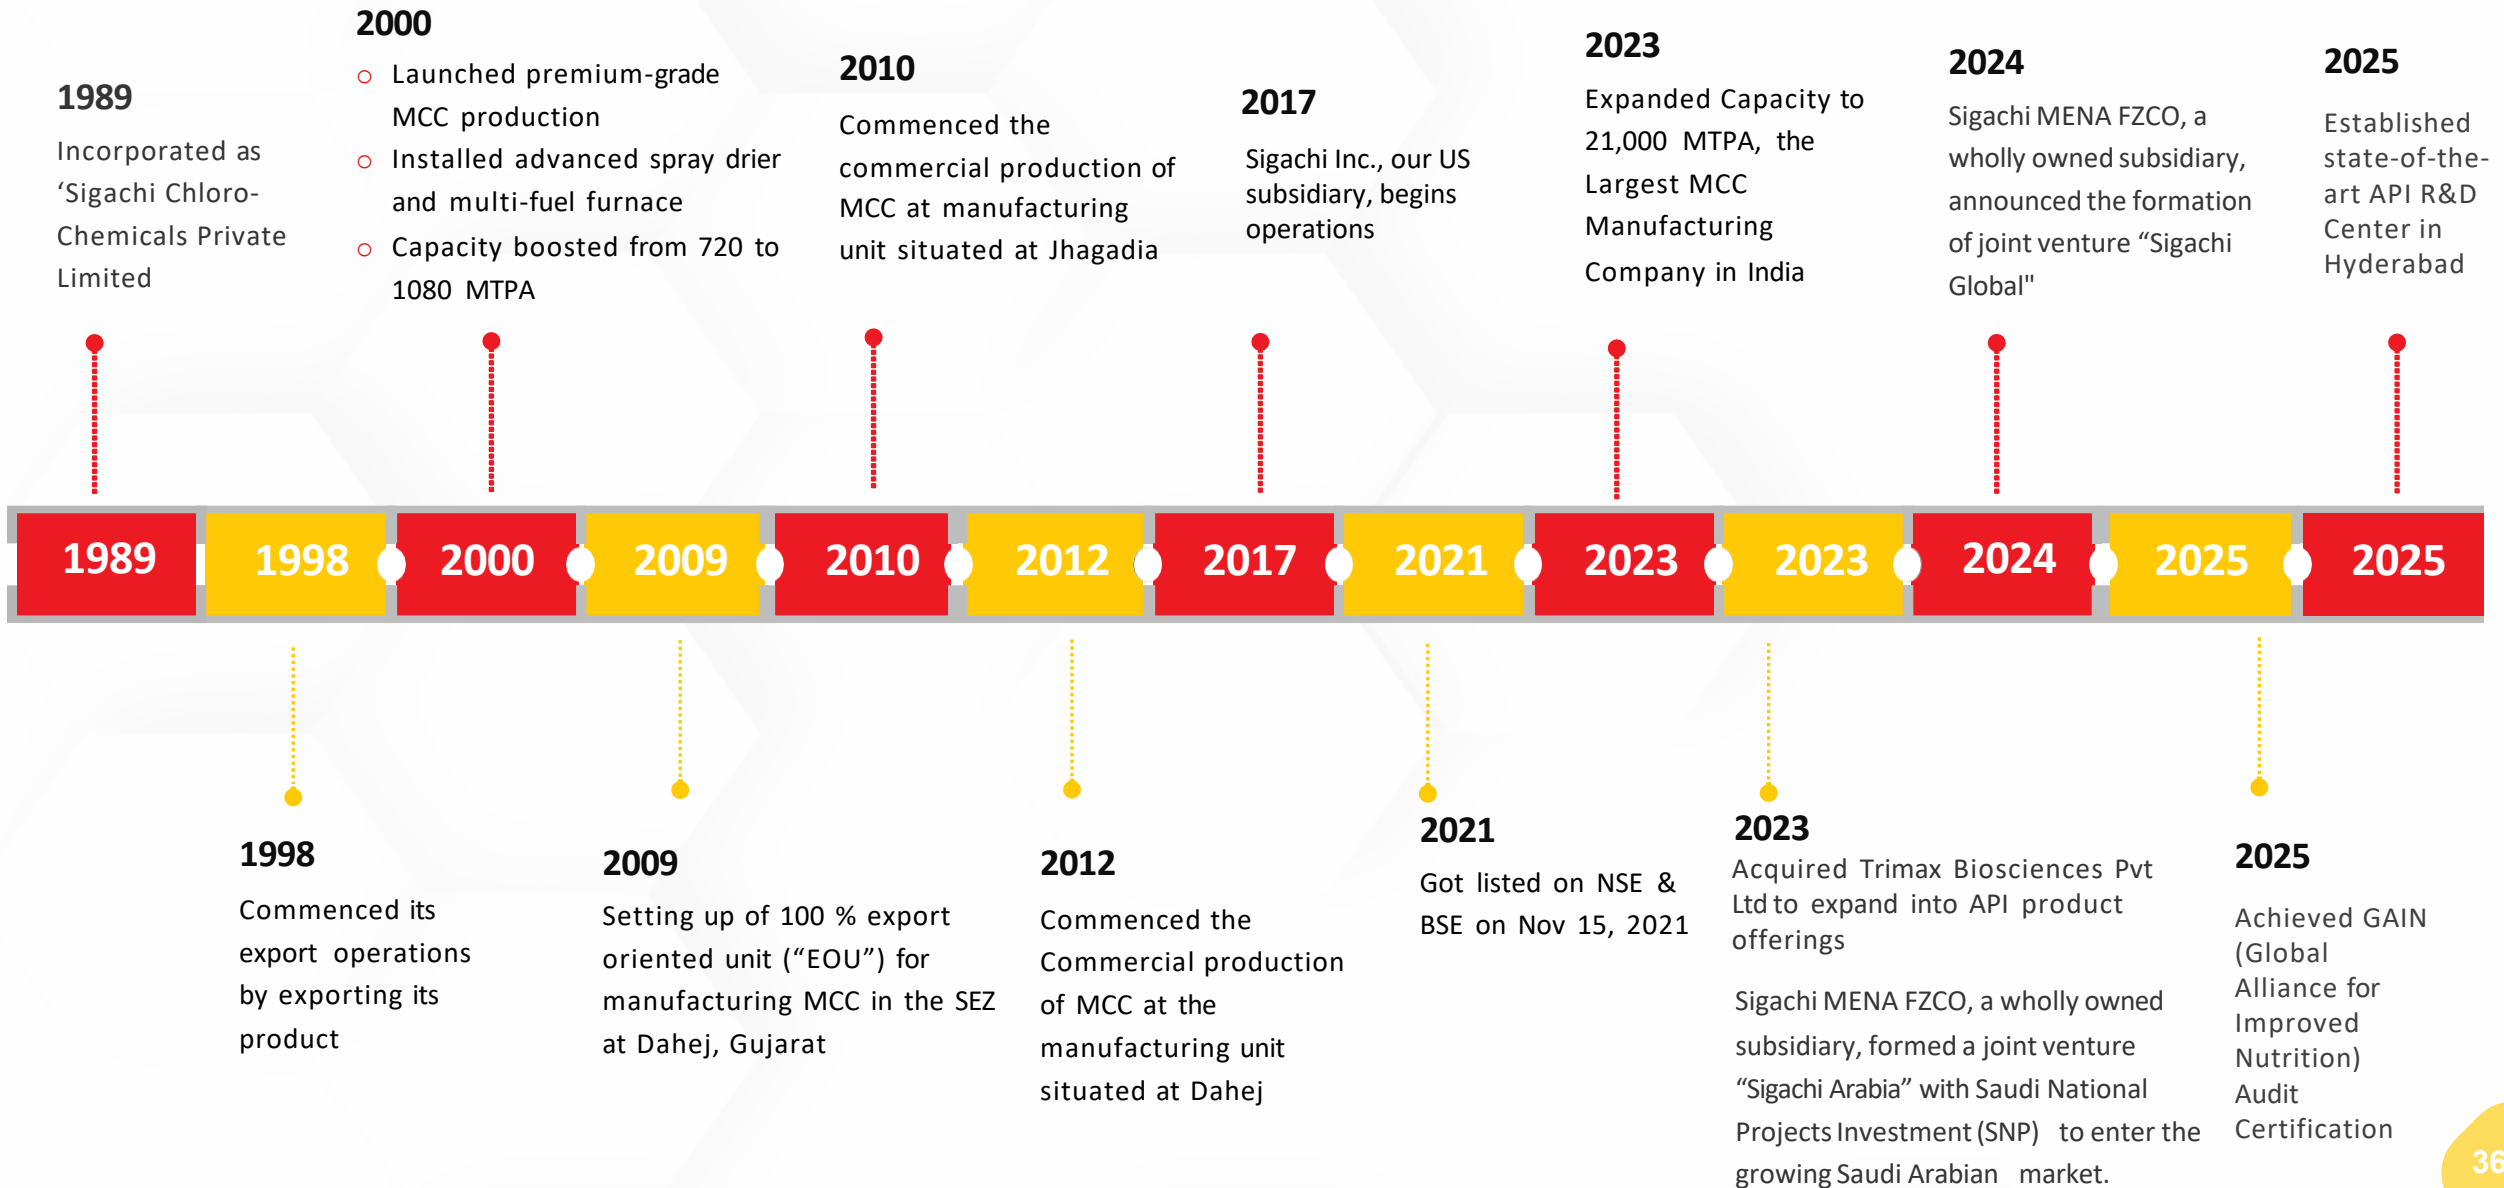 1989
Incorporated as
‘Sigachi Chloro-
Chemicals Private
Limited
2000
○ Launched premium-grade
MCC production
○ Installed advanced spray drier
and multi-fuel furnace
○ Capacity boosted from 720 to
1080 MTPA
2010
Commenced the
commercial production of
MCC at manufacturing
unit situated at Jhagadia
2017
Sigachi Inc., our US
subsidiary, begins
operations
2023
Expanded Capacity to
21,000 MTPA, the
Largest MCC
Manufacturing
Company in India
2024
Sigachi MENA FZCO, a
wholly owned subsidiary,
announced the formation
of joint venture “Sigachi
Global"
2025
Established
state-of-the-
art API R&D
Center in
Hyderabad
1989 1998 2000 2009 2010 2012 2017 2021 2023 2023 2024 2025 2025
1998
Commenced its
export operations
by exporting its
product
2009
Setting up of 100 % export
oriented unit (“EOU”) for
manufacturing MCC in the SEZ
at Dahej, Gujarat
2012
Commenced the
Commercial production
of MCC at the
manufacturing unit
situated at Dahej
2021
Got listed on NSE &
BSE on Nov 15, 2021
2023
Acquired Trimax Biosciences Pvt
Ltd to expand into API product
offerings
Sigachi MENA FZCO, a wholly owned
subsidiary, formed a joint venture
“Sigachi Arabia” with Saudi National
Projects Investment (SNP) to enter the
growing Saudi Arabian market.
2025
Achieved GAIN
(Global
Alliance for
Improved
Nutrition)
Audit
Certification
36